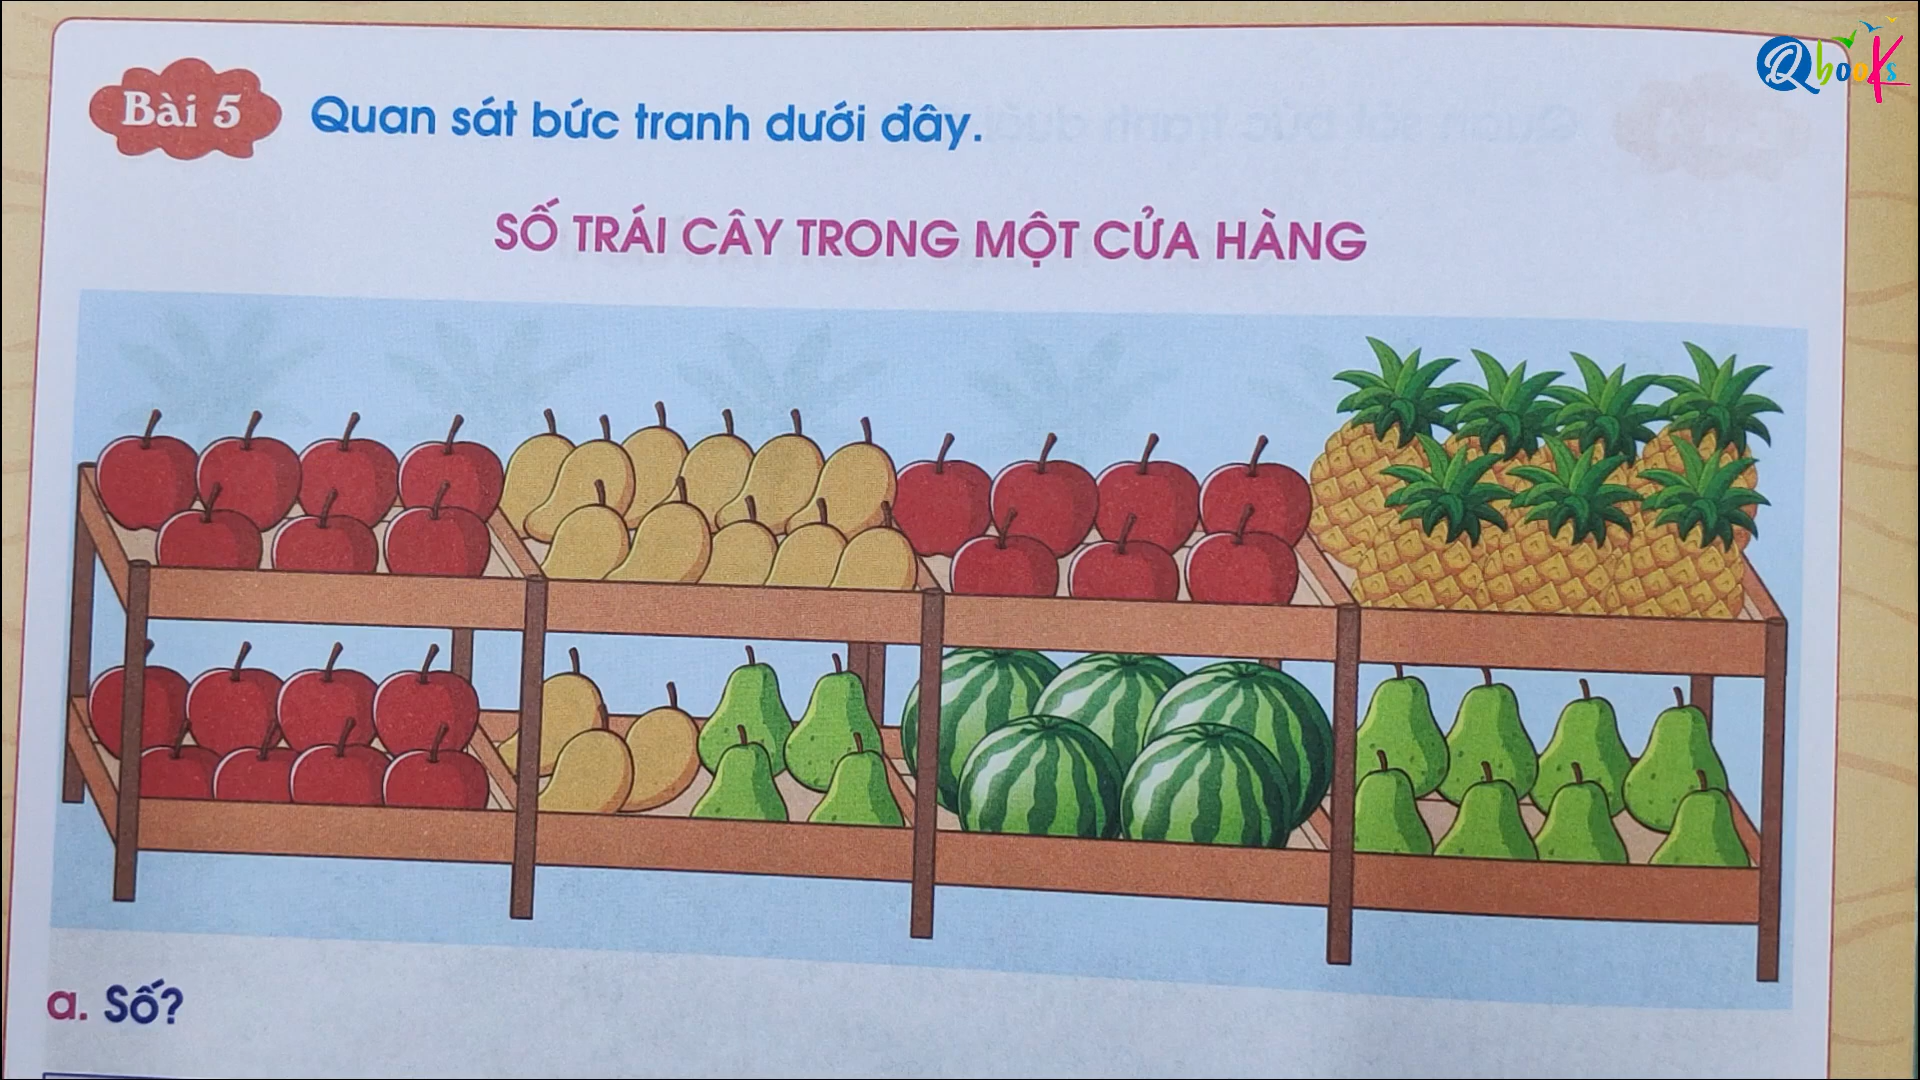 Qbooks
Bài 5 Quan sát bức tranh dưới đây.
SỐ TRÁI CÂY TRONG MỘT CỬA HÀNG
a. Số?